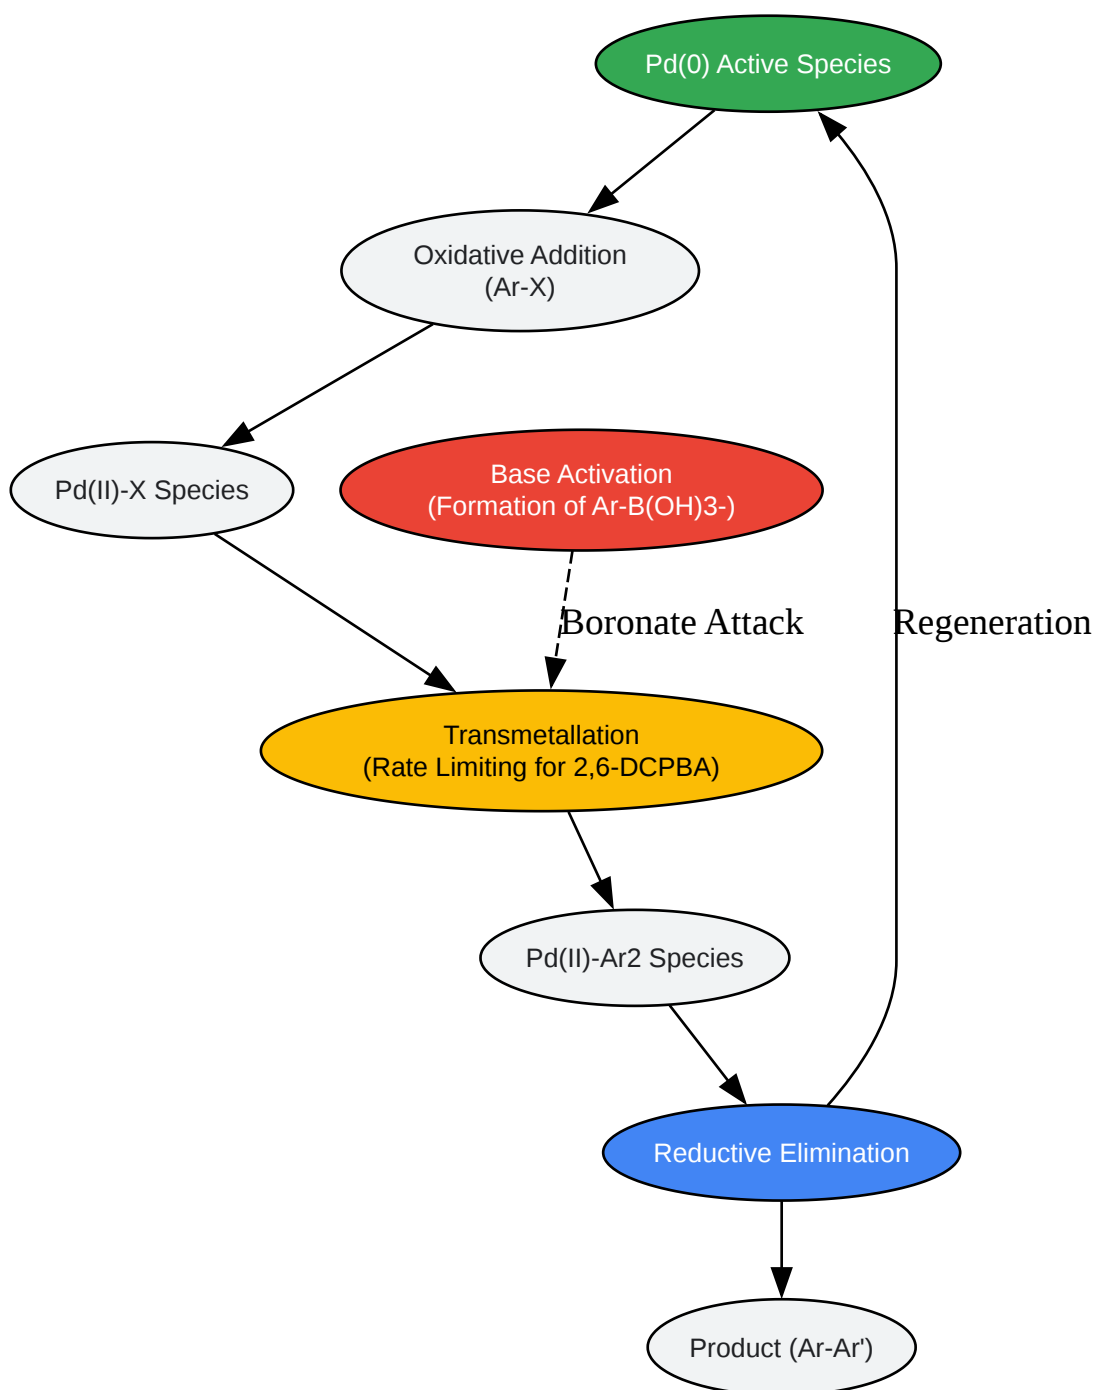 Pd(0) Active Species
Oxidative Addition
(Ar-X)
Pd(II)-X Species
Base Activation
(Formation of Ar-B(OH)3-)
Boronate Attack
Regeneration
Transmetallation
(Rate Limiting for 2,6-DCPBA)
Pd(II)-Ar2 Species
Reductive Elimination
Product (Ar-Ar')